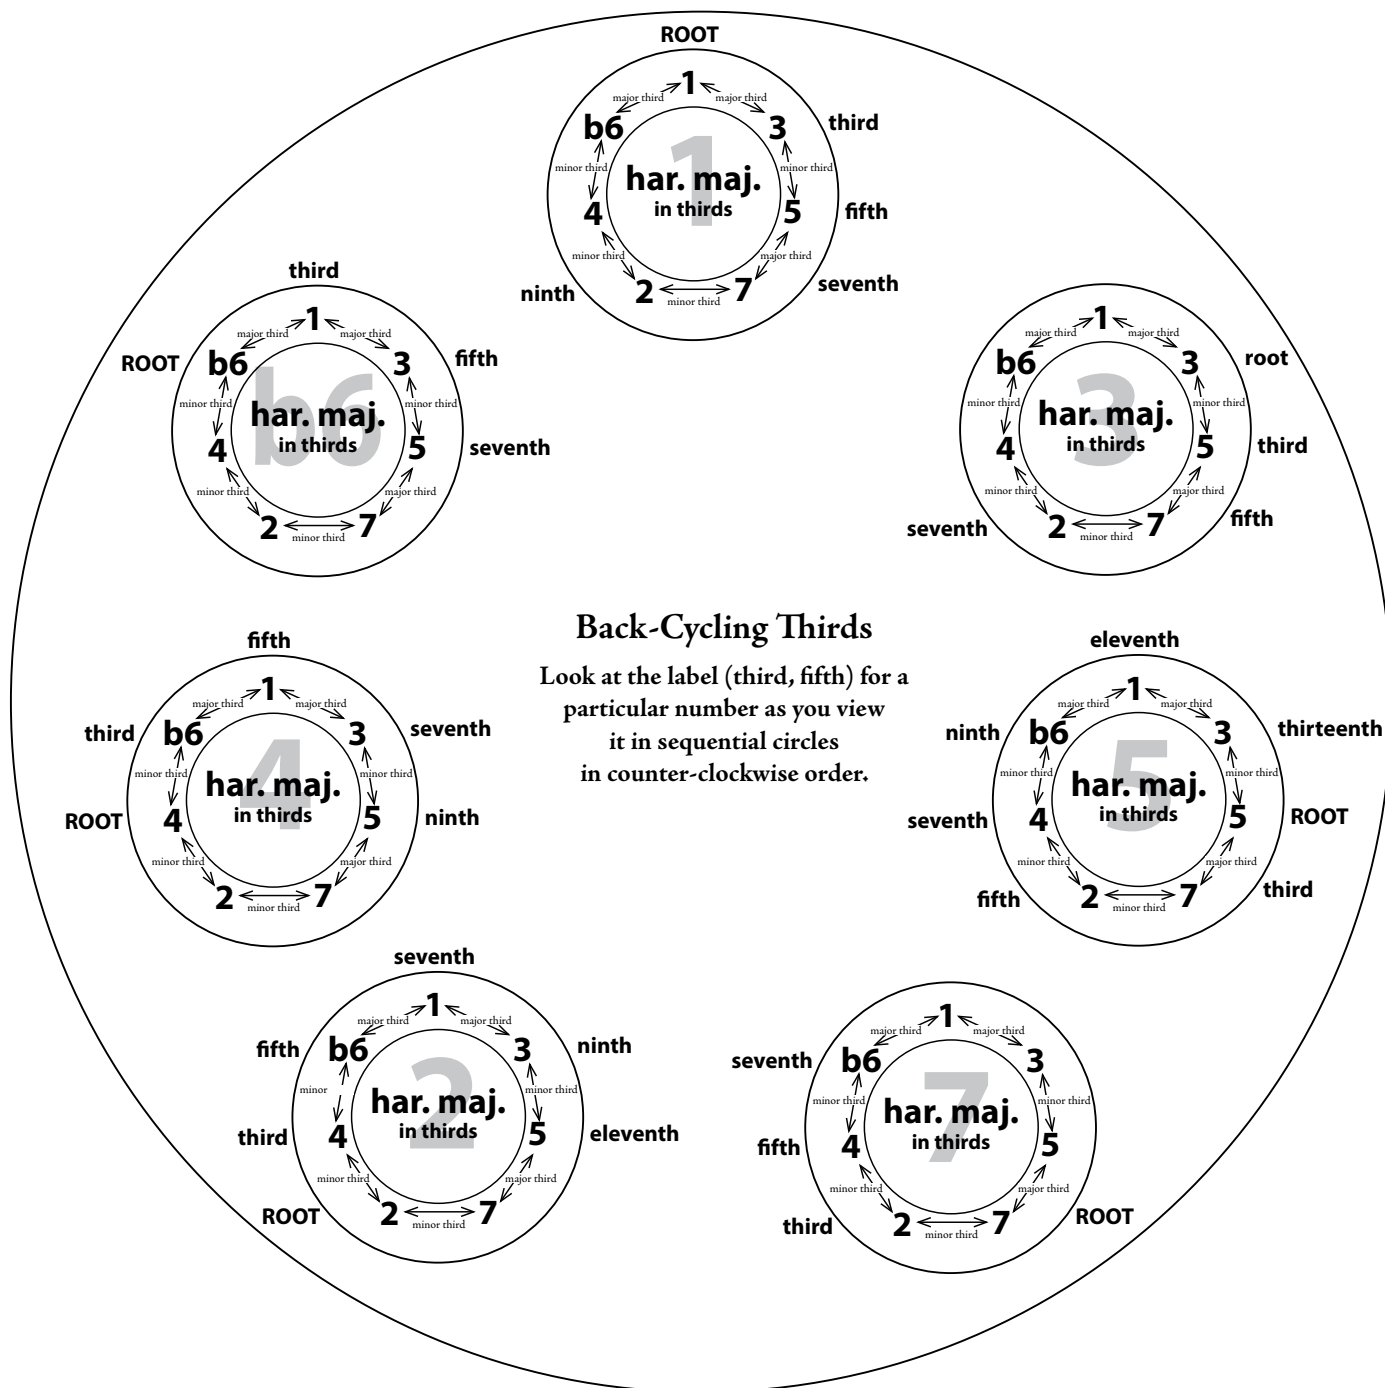 ROOT
1
major third
major third
b6
3
third
1
minor third
minor third
har. maj.
in thirds
4
5
fifth
minor third
major third
ninth
2
7
seventh
minor third
third
1
major third
major third
ROOT
b6
3
fifth
b6
minor third
minor third
har. maj.
in thirds
4
5
seventh
minor third
major third
2
7
minor third
1
major third
major third
b6
3
root
3
minor third
minor third
har. maj.
in thirds
4
5
third
minor third
major third
seventh
2
7
fifth
minor third
Back-Cycling Thirds
Look at the label (third, fifth) for a
particular number as you view
it in sequential circles
in counter-clockwise order.
fifth
1
major third
major third
third
b6
3
seventh
4
minor third
minor third
har. maj.
in thirds
ROOT
4
5
ninth
minor third
major third
2
7
minor third
eleventh
1
major third
major third
ninth
b6
3
thirteenth
5
minor third
minor third
har. maj.
in thirds
seventh
4
5
ROOT
minor third
major third
fifth
2
7
third
minor third
seventh
1
major third
major third
fifth
b6
3
ninth
2
minor
minor third
har. maj.
in thirds
third
4
5
eleventh
minor third
major third
ROOT
2
7
minor third
1
major third
major third
seventh
b6
3
7
minor third
minor third
har. maj.
in thirds
fifth
4
5
minor third
major third
third
2
7
ROOT
minor third